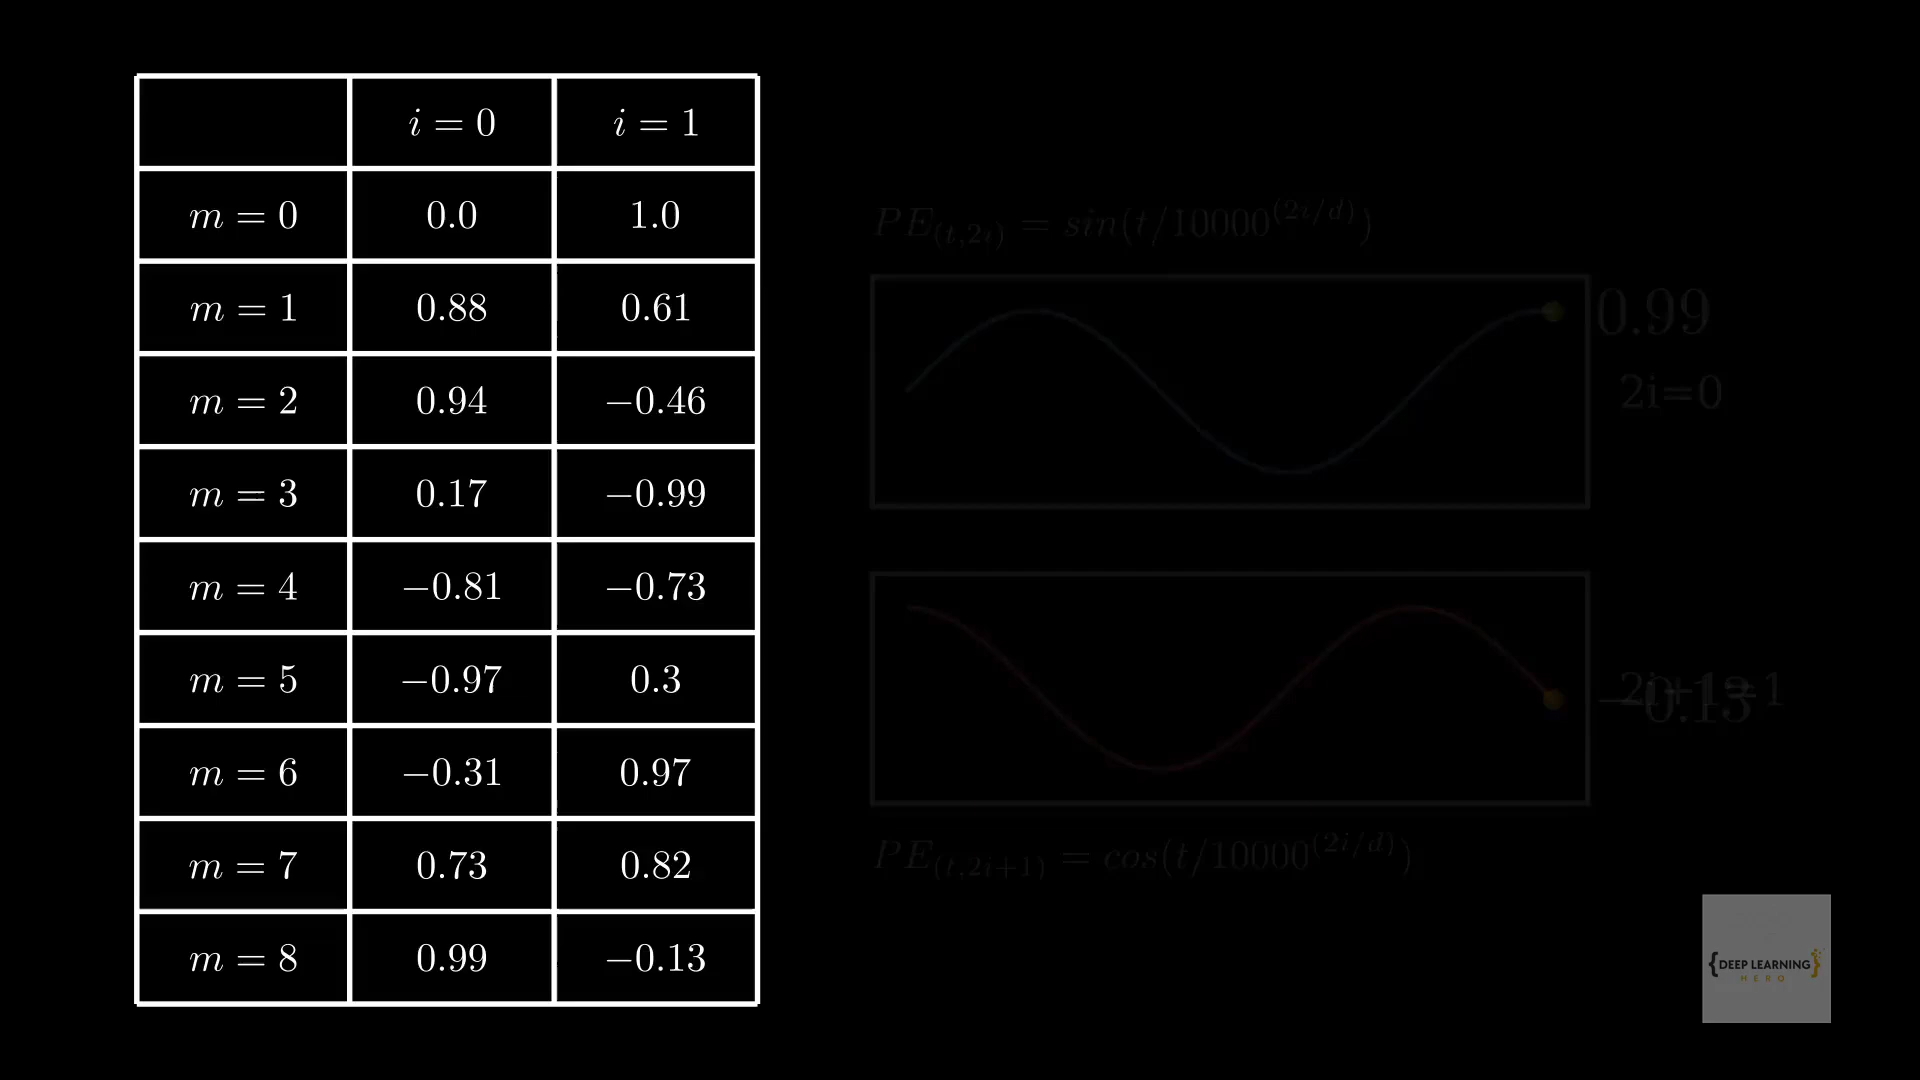 i = 0 i = 1
m = 0 0.0 1.0
m = 1 0.88 0.61
m = 2 0.94 −0.46
m = 3 0.17 −0.99
m = 4 −0.81 −0.73
m = 5 −0.97 0.3
m = 6 −0.31 0.97
m = 7 0.73 0.82
m = 8 0.99 −0.13
PE(t,2i) = sin(t/10000^(2i/d))
0.99
2i=0
2i+1=1
−0.13
PE(t,2i+1) = cos(t/10000^(2i/d))
{DEEP LEARNING}
HERO